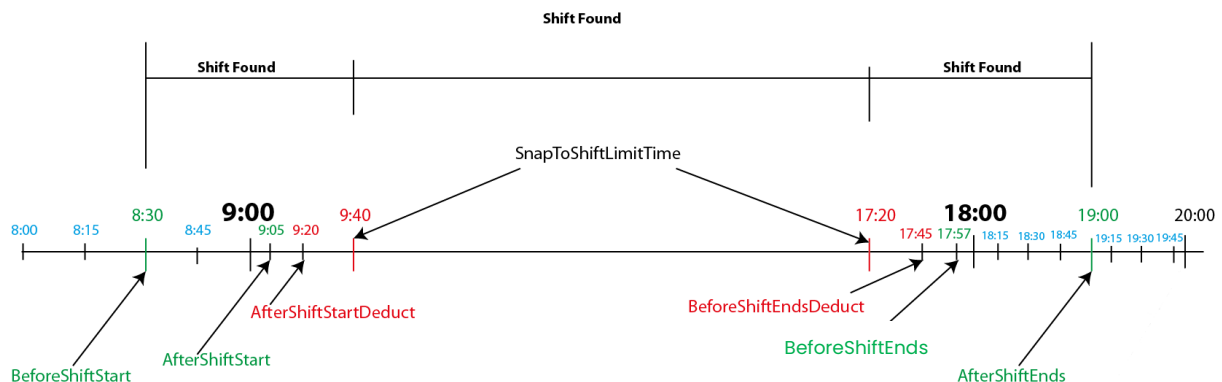 Shift Found
Shift Found
Shift Found
SnapToShiftLimitTime
8:00
8:15
8:30
8:45
9:00
9:05
9:20
9:40
17:20
17:45
17:57
18:00
18:15
18:30
18:45
19:00
19:15
19:30
19:45
20:00
AfterShiftStartDeduct
BeforeShiftEndsDeduct
BeforeShiftEnds
AfterShiftStart
BeforeShiftStart
AfterShiftEnds